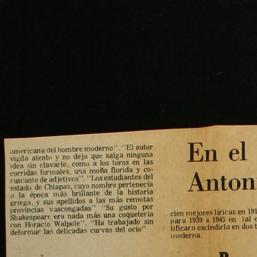 americana del hombre moderno". "El autor
vigila atento y no deja que salga ninguna
idea sin clavarle, como a los toros en las
corridas formales, una moña florida y co-
ruscante de adjetivos". "Los estudiantes del
estado de Chiapas, cuyo nombre pertenecía
a la época más brillante de la historia
griega, y sus apellidos a las más remotas
provincias vascongadas" "Su gusto por
Shakespeare era nada más una coquetería
con Horacio Walpole". "Ha trabajado sin
deformar las delicadas curvas del ocio"
En el
Anton
cien mejores líricas en 191
para 1939 a 1945 en tal c
tificara escindirla en dos t
moderna.